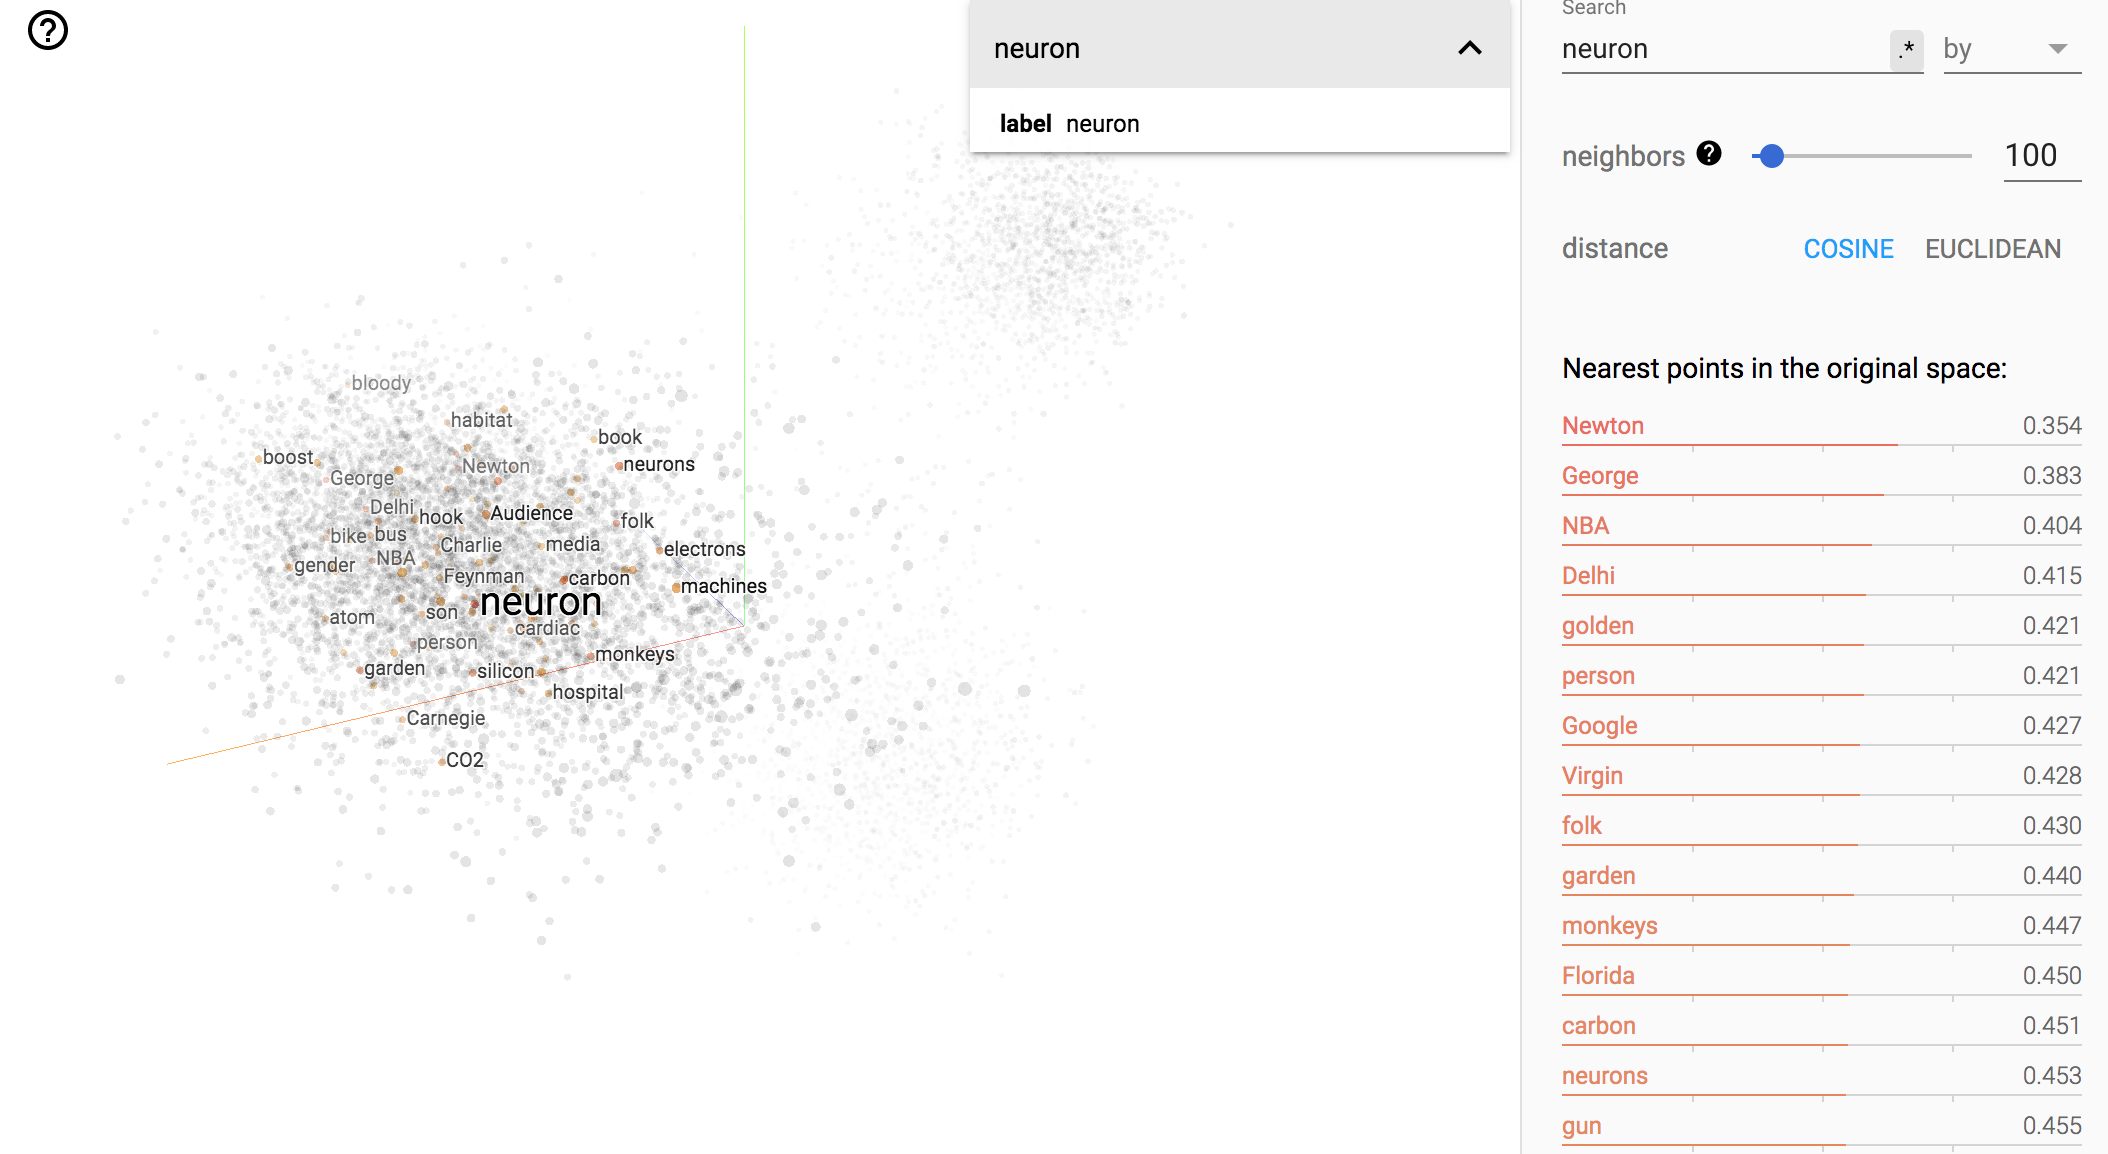 neuron
label neuron
bloody
habitat
book
boost
Newton
neurons
George
Delhi
hook
Audience
folk
bike
bus
Charlie
media
electrons
NBA
gender
Feynman
carbon
machines
neuron
atom
son
cardiac
person
monkeys
garden
silicon
hospital
Carnegie
CO2
Search
neuron .* by
neighbors 100
distance COSINE EUCLIDEAN
Nearest points in the original space:
Newton 0.354
George 0.383
NBA 0.404
Delhi 0.415
golden 0.421
person 0.421
Google 0.427
Virgin 0.428
folk 0.430
garden 0.440
monkeys 0.447
Florida 0.450
carbon 0.451
neurons 0.453
gun 0.455